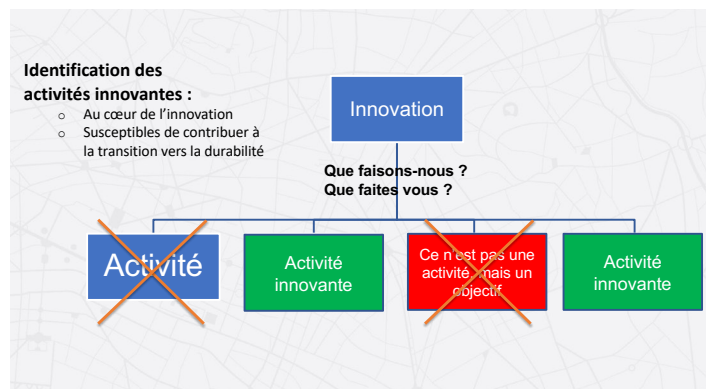 Identification des
activités innovantes :
○ Au cœur de l'innovation
○ Susceptibles de contribuer à
la transition vers la durabilité
Innovation
Que faisons-nous ?
Que faites vous ?
Activité
Activité
innovante
Ce n'est pas une
activité, mais un
objectif
Activité
innovante